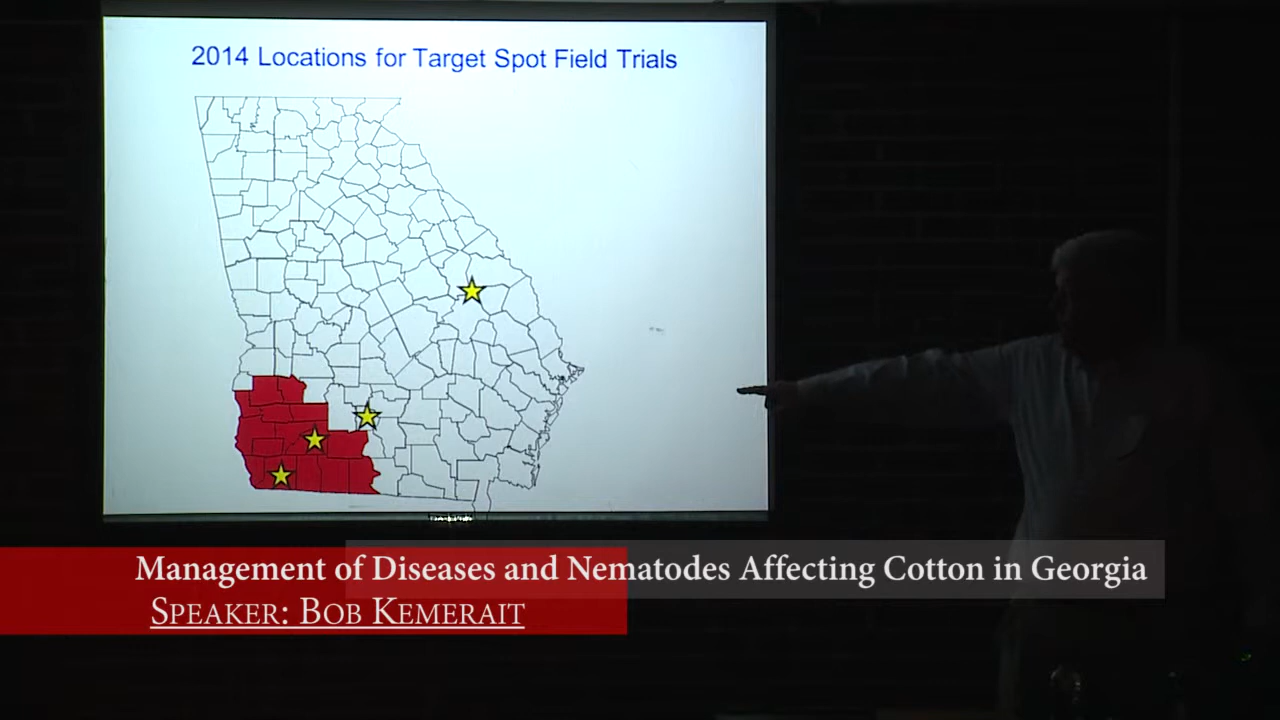 2014 Locations for Target Spot Field Trials
Management of Diseases and Nematodes Affecting Cotton in Georgia
Speaker: Bob Kemerait